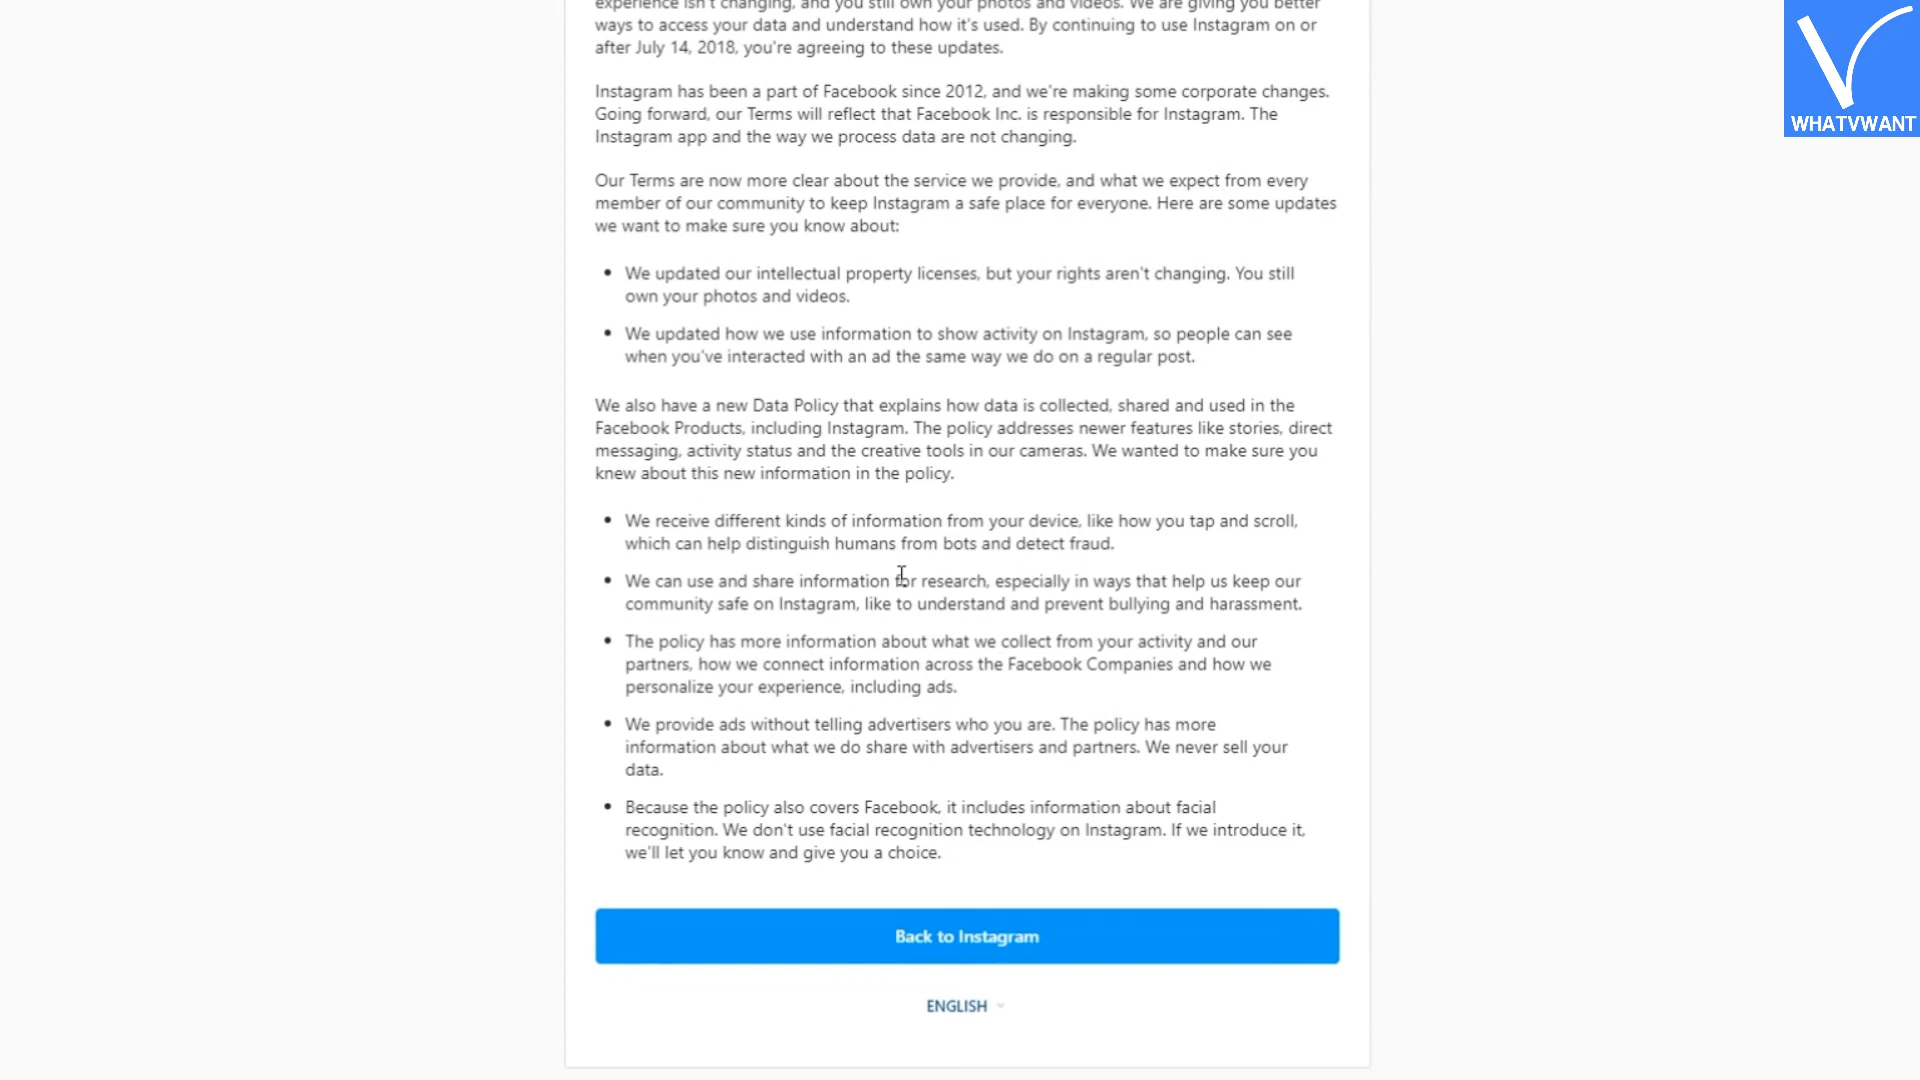 experience isn't changing, and you still own your photos and videos. We are giving you better
ways to access your data and understand how it's used. By continuing to use Instagram on or
after July 14, 2018, you're agreeing to these updates.
Instagram has been a part of Facebook since 2012, and we're making some corporate changes.
Going forward, our Terms will reflect that Facebook Inc. is responsible for Instagram. The
Instagram app and the way we process data are not changing.
Our Terms are now more clear about the service we provide, and what we expect from every
member of our community to keep Instagram a safe place for everyone. Here are some updates
we want to make sure you know about:
• We updated our intellectual property licenses, but your rights aren't changing. You still
own your photos and videos.
• We updated how we use information to show activity on Instagram, so people can see
when you've interacted with an ad the same way we do on a regular post.
We also have a new Data Policy that explains how data is collected, shared and used in the
Facebook Products, including Instagram. The policy addresses newer features like stories, direct
messaging, activity status and the creative tools in our cameras. We wanted to make sure you
knew about this new information in the policy.
• We receive different kinds of information from your device, like how you tap and scroll,
which can help distinguish humans from bots and detect fraud.
• We can use and share information for research, especially in ways that help us keep our
community safe on Instagram, like to understand and prevent bullying and harassment.
• The policy has more information about what we collect from your activity and our
partners, how we connect information across the Facebook Companies and how we
personalize your experience, including ads.
• We provide ads without telling advertisers who you are. The policy has more
information about what we do share with advertisers and partners. We never sell your
data.
• Because the policy also covers Facebook, it includes information about facial
recognition. We don't use facial recognition technology on Instagram. If we introduce it,
we'll let you know and give you a choice.
Back to Instagram
ENGLISH
WHATVWANT